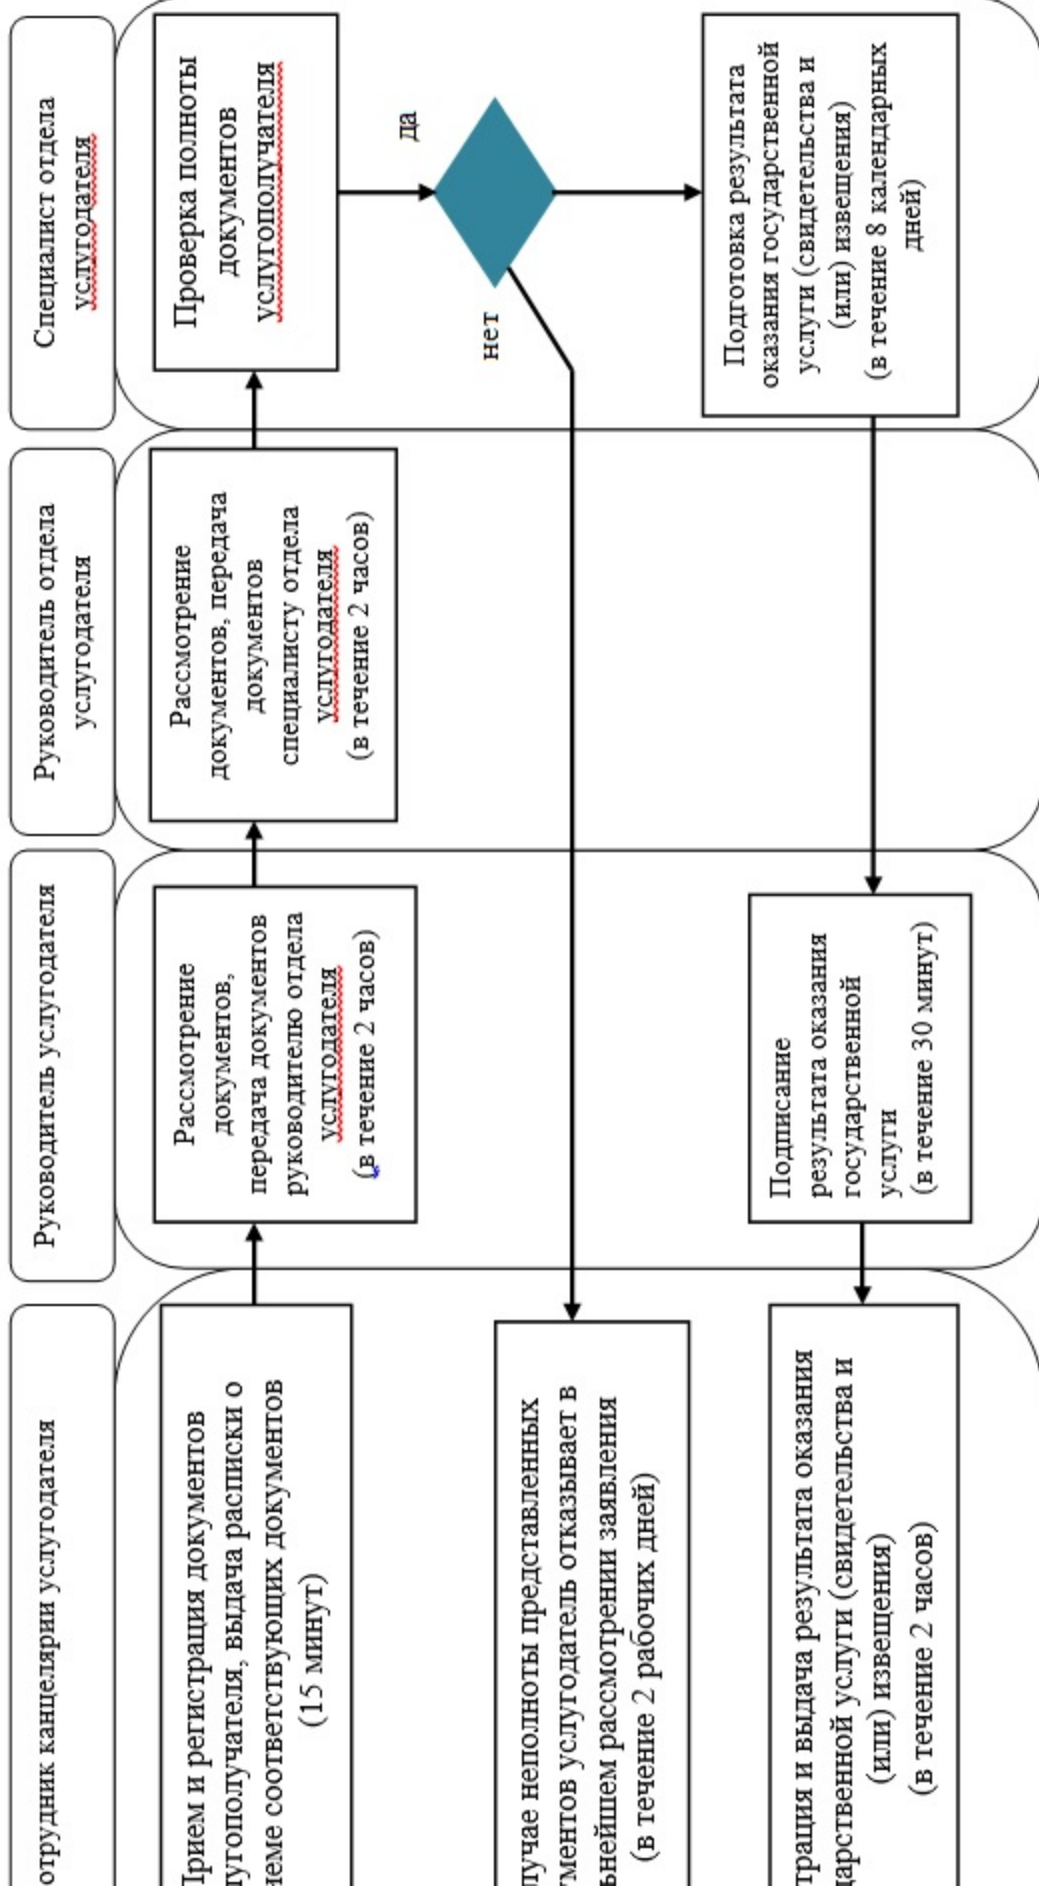 отрудник канцелярии услугодателя
Руководитель услугодателя
Руководитель отдела
услугодателя
Специалист отдела
услугодателя
Прием и регистрация документов
лугополучателя, выдача расписки о
иеме соответствующих документов
(15 минут)
Рассмотрение
документов,
передача документов
руководителю отдела
услугодателя
(в течение 2 часов)
Рассмотрение
документов, передача
документов
специалисту отдела
услугодателя
(в течение 2 часов)
Проверка полноты
документов
услугополучателя
да
нет
лучае неполноты представленных
ментов услугодатель отказывает в
ьнейшем рассмотрении заявления
(в течение 2 рабочих дней)
Подготовка результата
оказания государственной
услуги (свидетельства и
(или) извещения)
(в течение 8 календарных
дней)
Подписание
результата оказания
государственной
услуги
(в течение 30 минут)
трация и выдача результата оказания
дарственной услуги (свидетельства и
(или) извещения)
(в течение 2 часов)